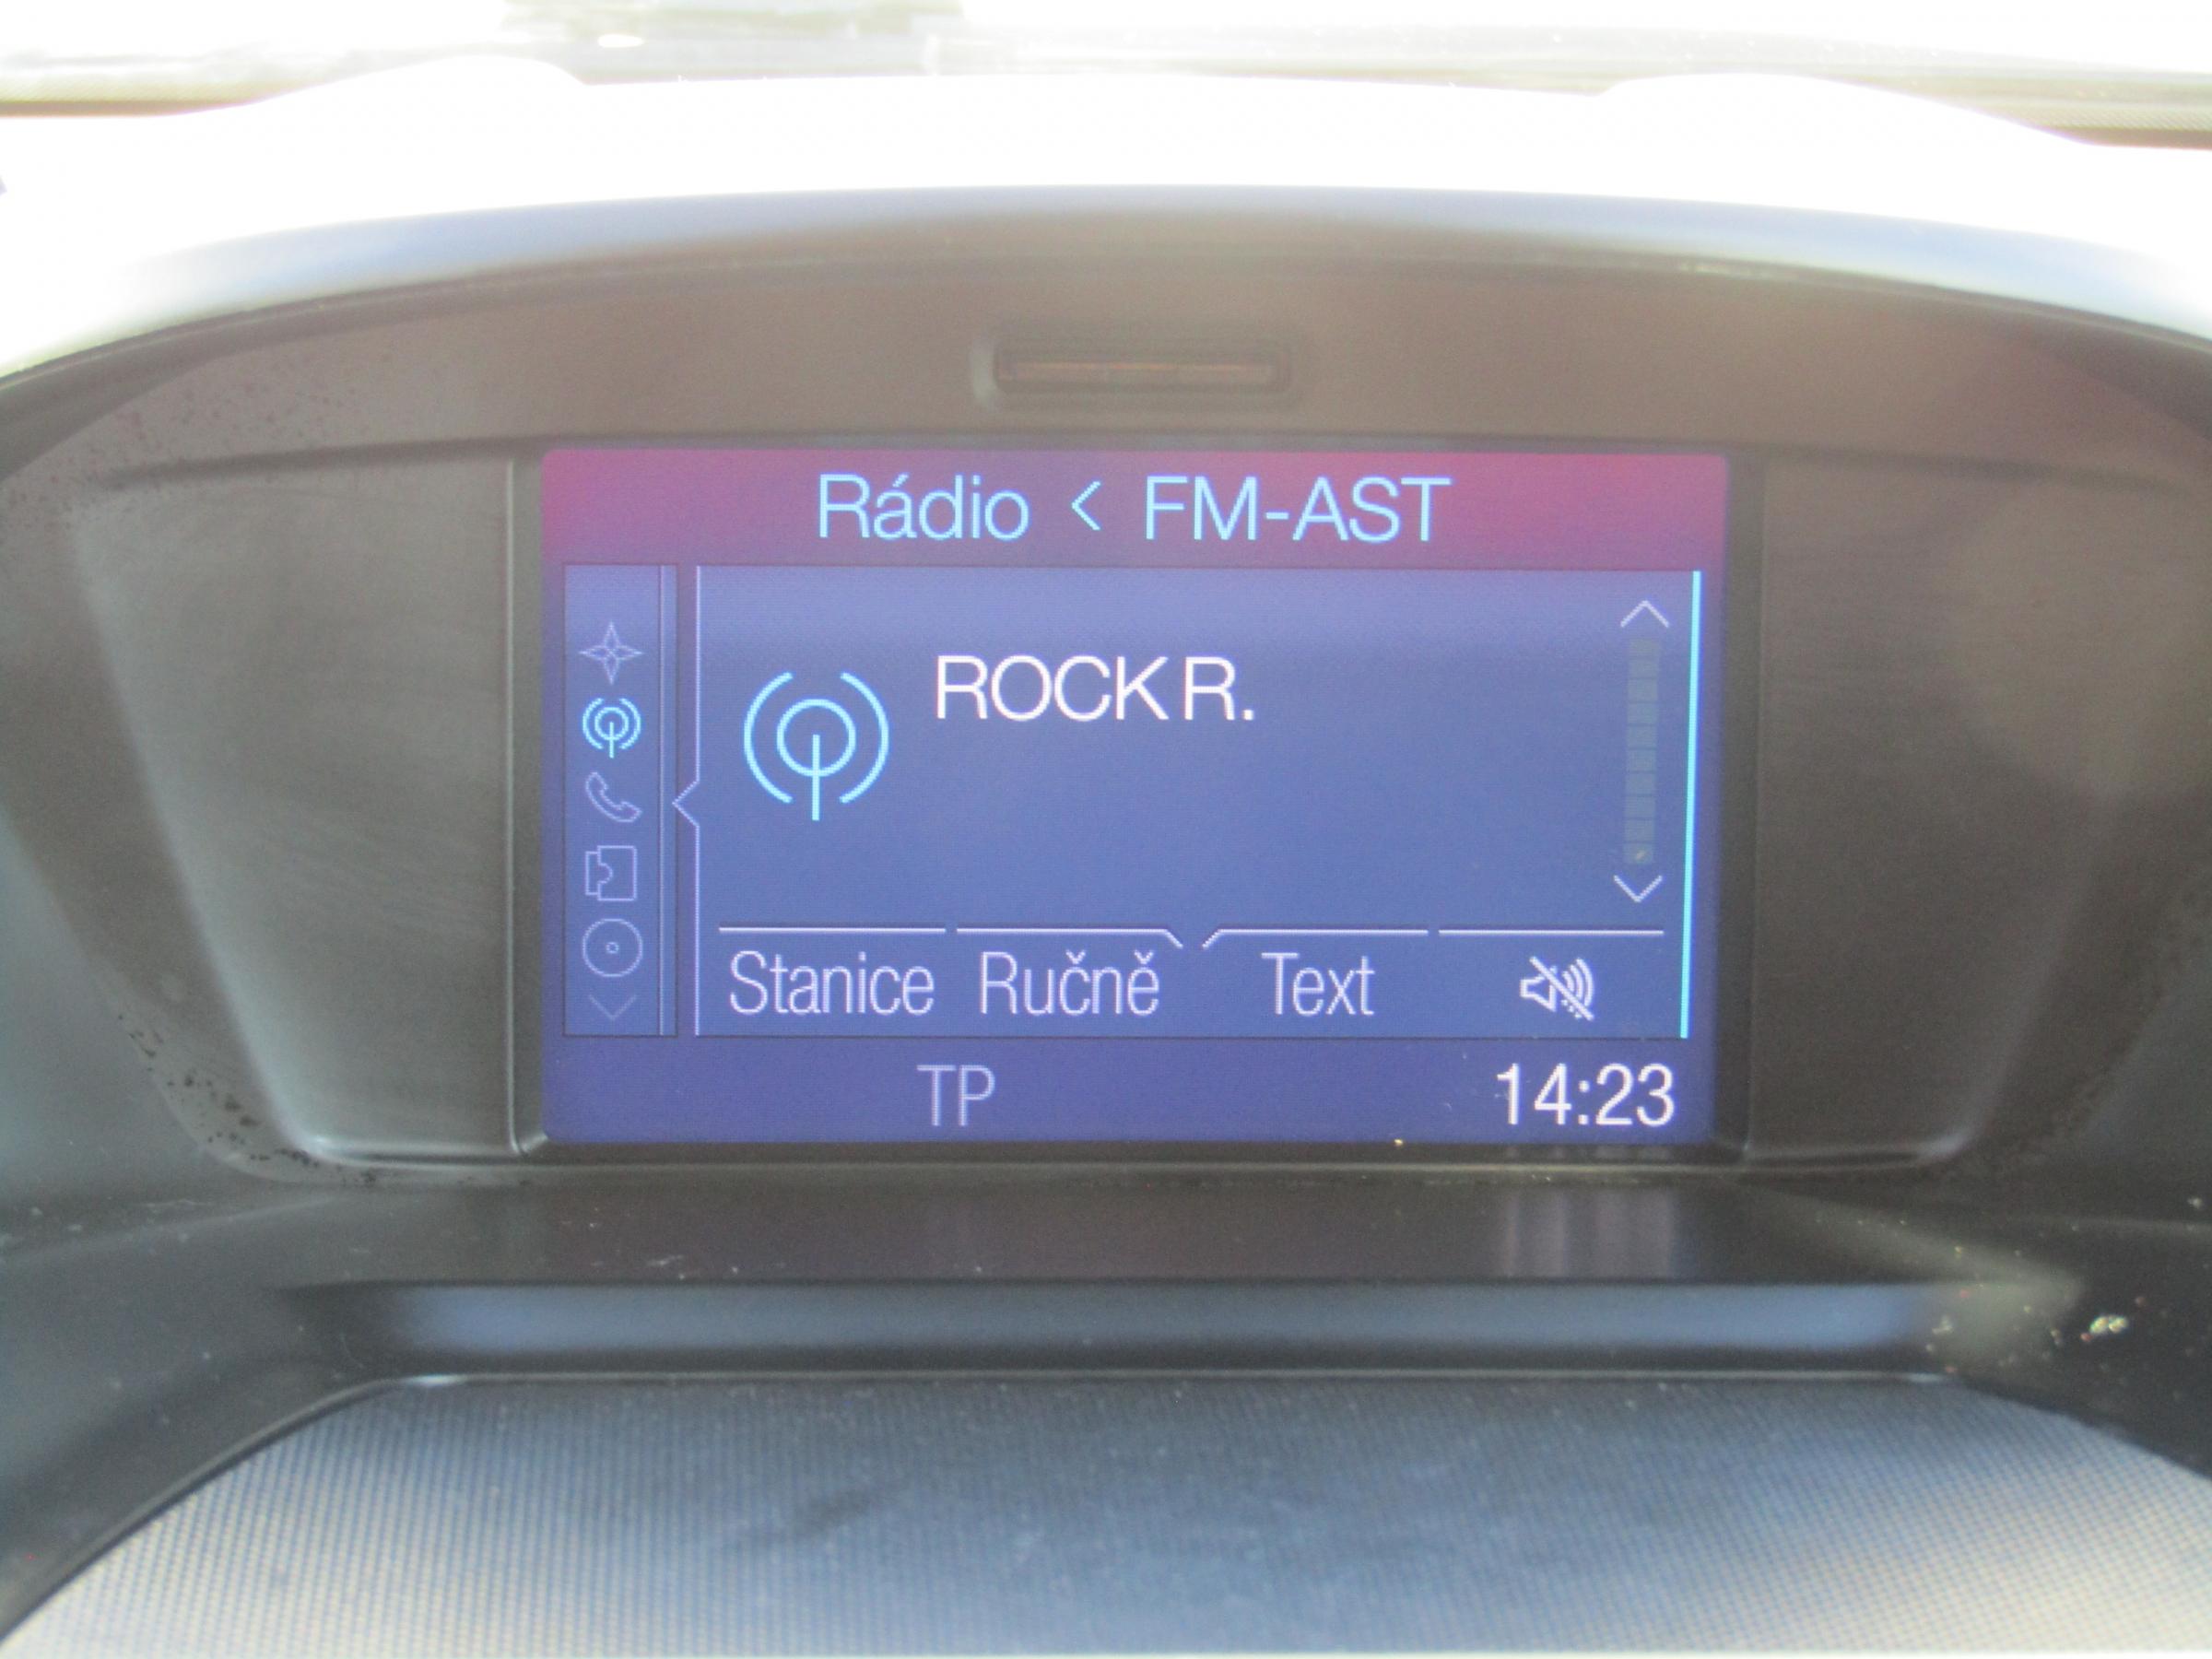 Rádio < FM-AST
ROCK R.
Stanice Ručně Text
TP 14:23